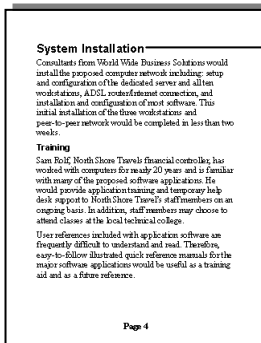 System Installation
Consultants from World Wide Business Solutions would
install the proposed computer network including: setup
and configuration of the dedicated server and all ten
workstations, ADSL router/internet connection, and
installation and configuration of most software. This
initial installation of the three workstations and
peer-to-peer network would be completed in less than two
weeks.
Training
Sam Rolf, North Shore Travels financial controller, has
worked with computers for nearly 20 years and is familiar
with many of the proposed software applications. He
would provide application training and temporary help
desk support to North Shore Travel's staff members on an
ongoing basis. In addition, staff members may choose to
attend classes at the local technical college.
User references included with application software are
frequently difficult to understand and read. Therefore,
easy-to-follow illustrated quick reference manuals for the
major software applications would be useful as a training
aid and as a future reference.
Page 4